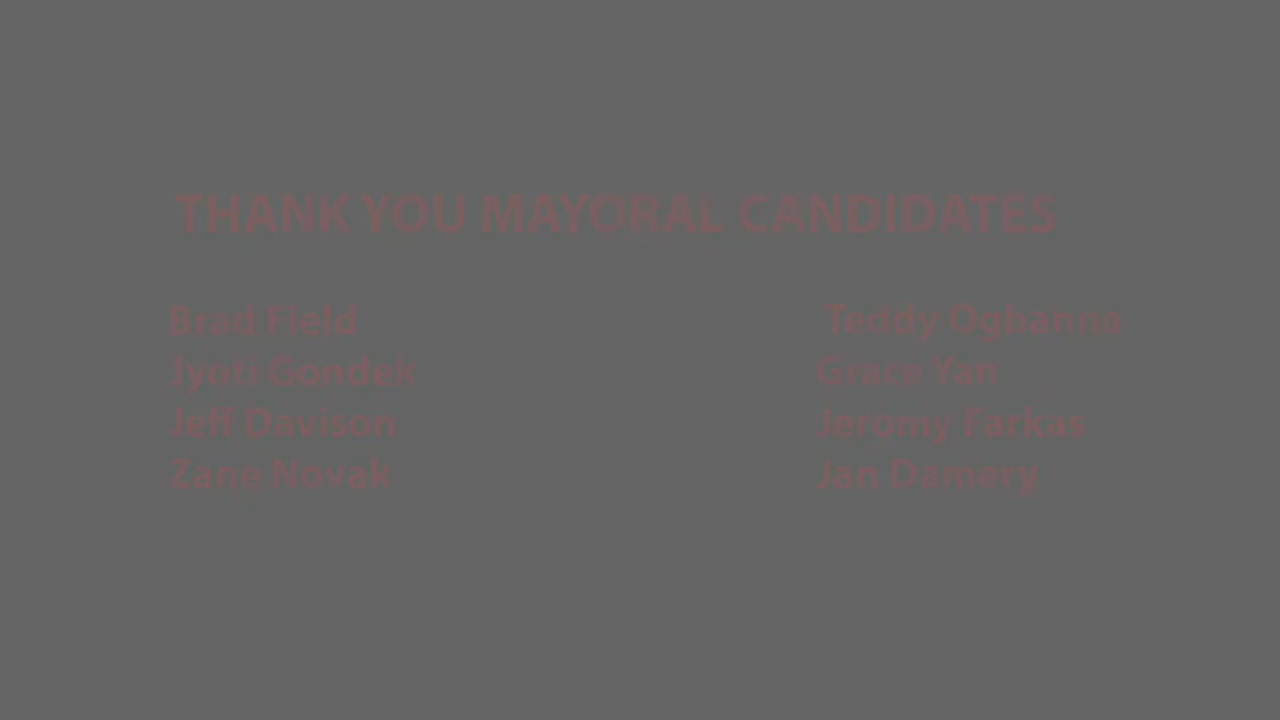 THANK YOU MAYORAL CANDIDATES
Brad Field
Jyoti Gondek
Jeff Davison
Zane Novak
Teddy Ogbanna
Grace Yan
Jeromy Farkas
Jan Damery